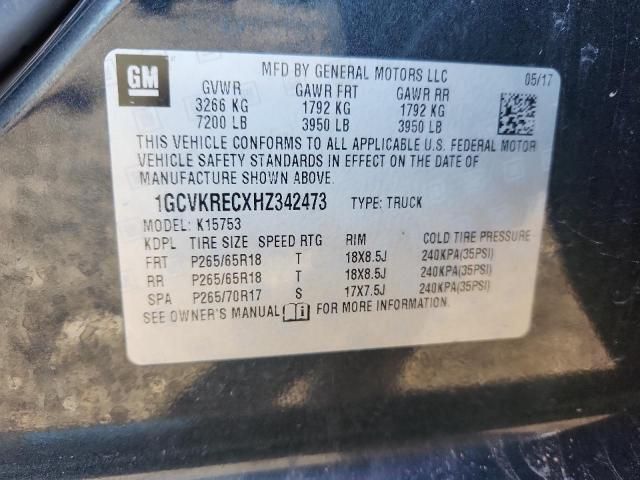 GM
MFD BY GENERAL MOTORS LLC
05/17
GVWR GAWR FRT GAWR RR
3266 KG 1792 KG 1792 KG
7200 LB 3950 LB 3950 LB
THIS VEHICLE CONFORMS TO ALL APPLICABLE U.S. FEDERAL MOTOR
VEHICLE SAFETY STANDARDS IN EFFECT ON THE DATE OF
MANUFACTURE SHOWN ABOVE.
1GCVKRECXHZ342473 TYPE: TRUCK
MODEL: K15753
KDPL TIRE SIZE SPEED RTG RIM COLD TIRE PRESSURE
FRT P265/65R18 T 18X8.5J 240KPA(35PSI)
RR P265/65R18 T 18X8.5J 240KPA(35PSI)
SPA P265/70R17 S 17X7.5J 240KPA(35PSI)
SEE OWNER'S MANUAL FOR MORE INFORMATION.